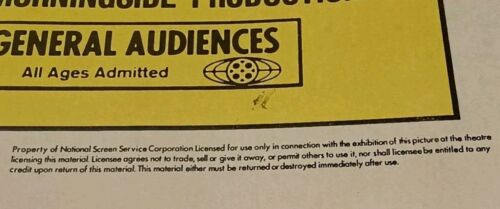 MORNINGSIDE PRODUCTION
GENERAL AUDIENCES
All Ages Admitted
Property of National Screen Service Corporation Licensed for use only in connection with the exhibition of this picture at the theatre
licensing this material. Licensee agrees not to trade, sell or give it away, or permit others to use it, nor shall licensee be entitled to any
credit upon return of this material. This material either must be returned or destroyed immediately after use.